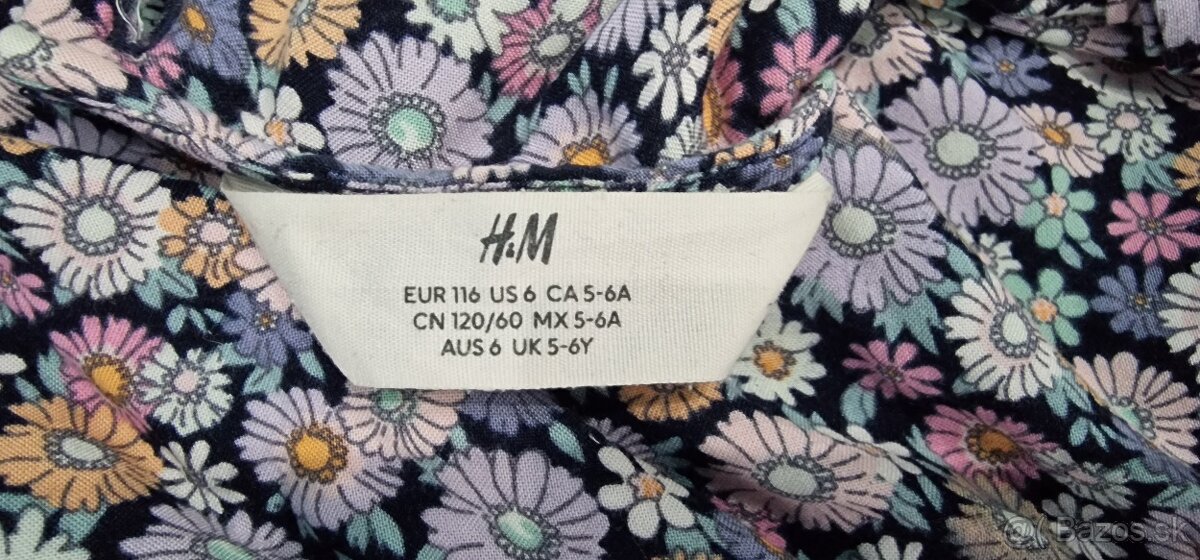 H&M
EUR 116 US 6 CA 5-6A
CN 120/60 MX 5-6A
AUS 6 UK 5-6Y
Bazos.sk